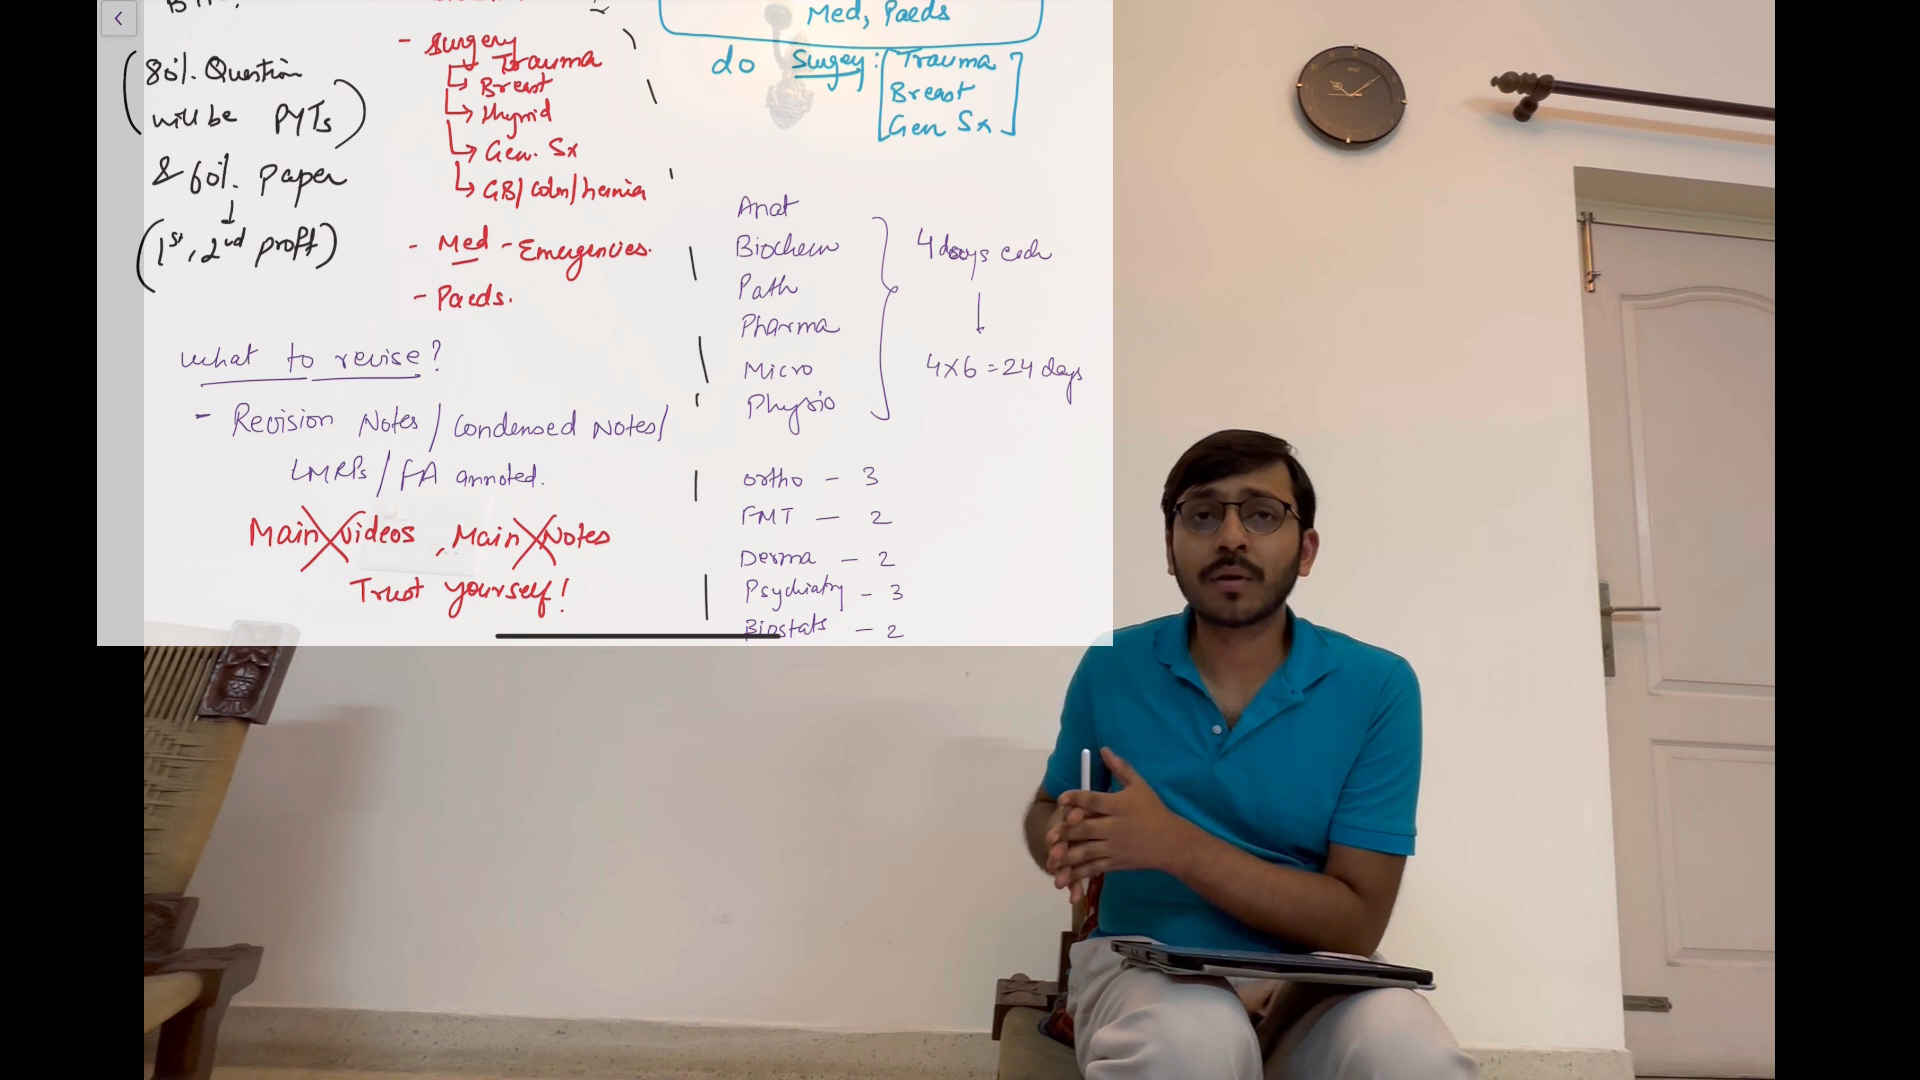 (80%. Question
will be PYTs)
& 60%. Paper
↓
(1st, 2nd proff)
- Surgery
↳ Trauma
↳ Breast
↳ thyroid
↳ Gen. Sx
↳ GB/colon/hernia
- Med - Emergencies.
- Paeds.
what to revise?
- Revision Notes / Condensed Notes/
LMRPs / FA annoted.
Main Videos, Main Notes
Trust yourself!
Med, Paeds
do Surgey: [Trauma
Breast
Gen Sx]
Anat
Biochem
Path
Pharma
Micro
Physio
4 days each
↓
4x6 = 24 days
ortho - 3
FMT - 2
Derma - 2
Psychiatry - 3
Biostats - 2